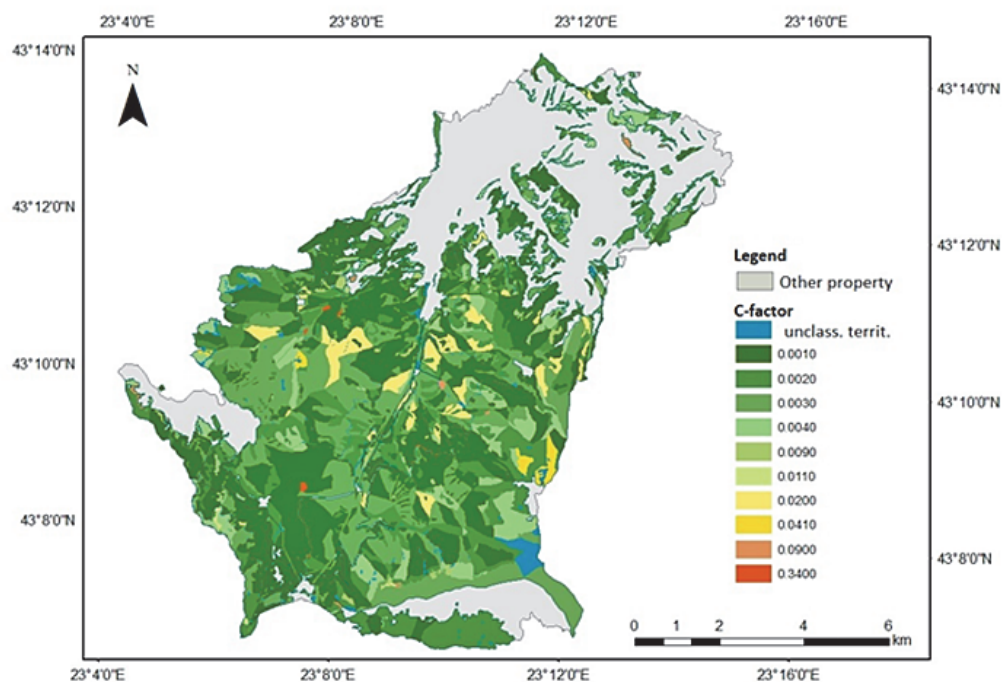 23°4'0"E 23°8'0"E 23°12'0"E 23°16'0"E
43°14'0"N
43°14'0"N
N
43°12'0"N
43°12'0"N
Legend
Other property
C-factor
unclass. territ.
0.0010
0.0020
0.0030
0.0040
0.0090
0.0110
0.0200
0.0410
0.0900
0.3400
43°10'0"N
43°10'0"N
43°8'0"N
43°8'0"N
0 1 2 4 6
km
23°4'0"E 23°8'0"E 23°12'0"E 23°16'0"E